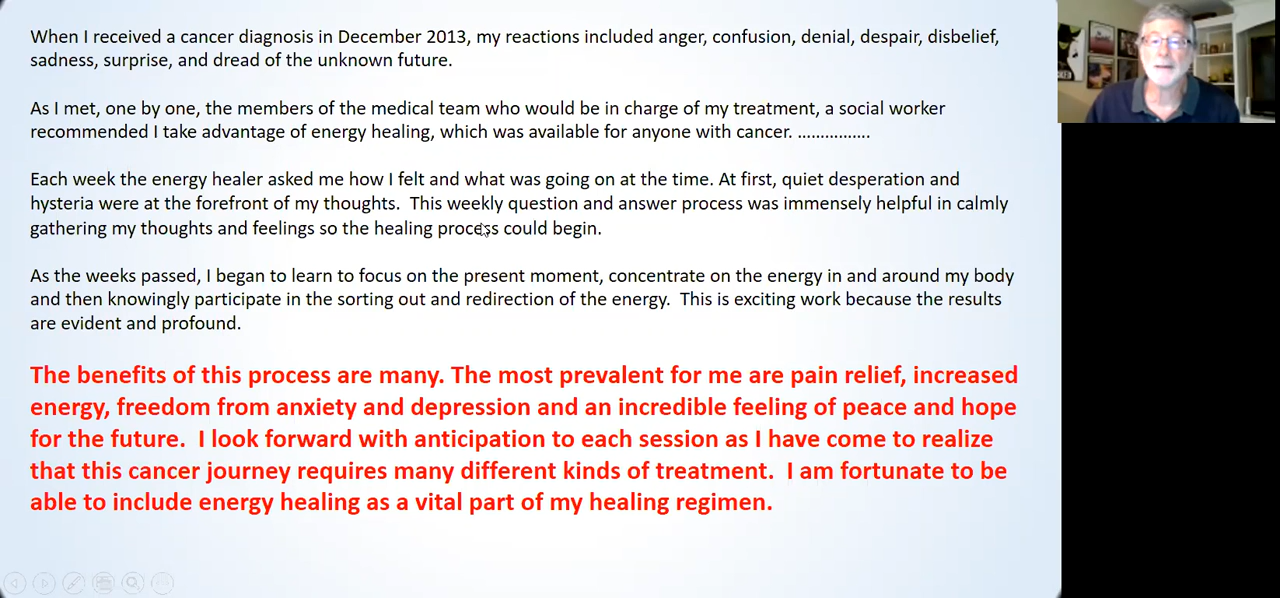 When I received a cancer diagnosis in December 2013, my reactions included anger, confusion, denial, despair, disbelief,
sadness, surprise, and dread of the unknown future.
As I met, one by one, the members of the medical team who would be in charge of my treatment, a social worker
recommended I take advantage of energy healing, which was available for anyone with cancer. ................
Each week the energy healer asked me how I felt and what was going on at the time. At first, quiet desperation and
hysteria were at the forefront of my thoughts.  This weekly question and answer process was immensely helpful in calmly
gathering my thoughts and feelings so the healing process could begin.
As the weeks passed, I began to learn to focus on the present moment, concentrate on the energy in and around my body
and then knowingly participate in the sorting out and redirection of the energy.  This is exciting work because the results
are evident and profound.
The benefits of this process are many. The most prevalent for me are pain relief, increased
energy, freedom from anxiety and depression and an incredible feeling of peace and hope
for the future.  I look forward with anticipation to each session as I have come to realize
that this cancer journey requires many different kinds of treatment.  I am fortunate to be
able to include energy healing as a vital part of my healing regimen.